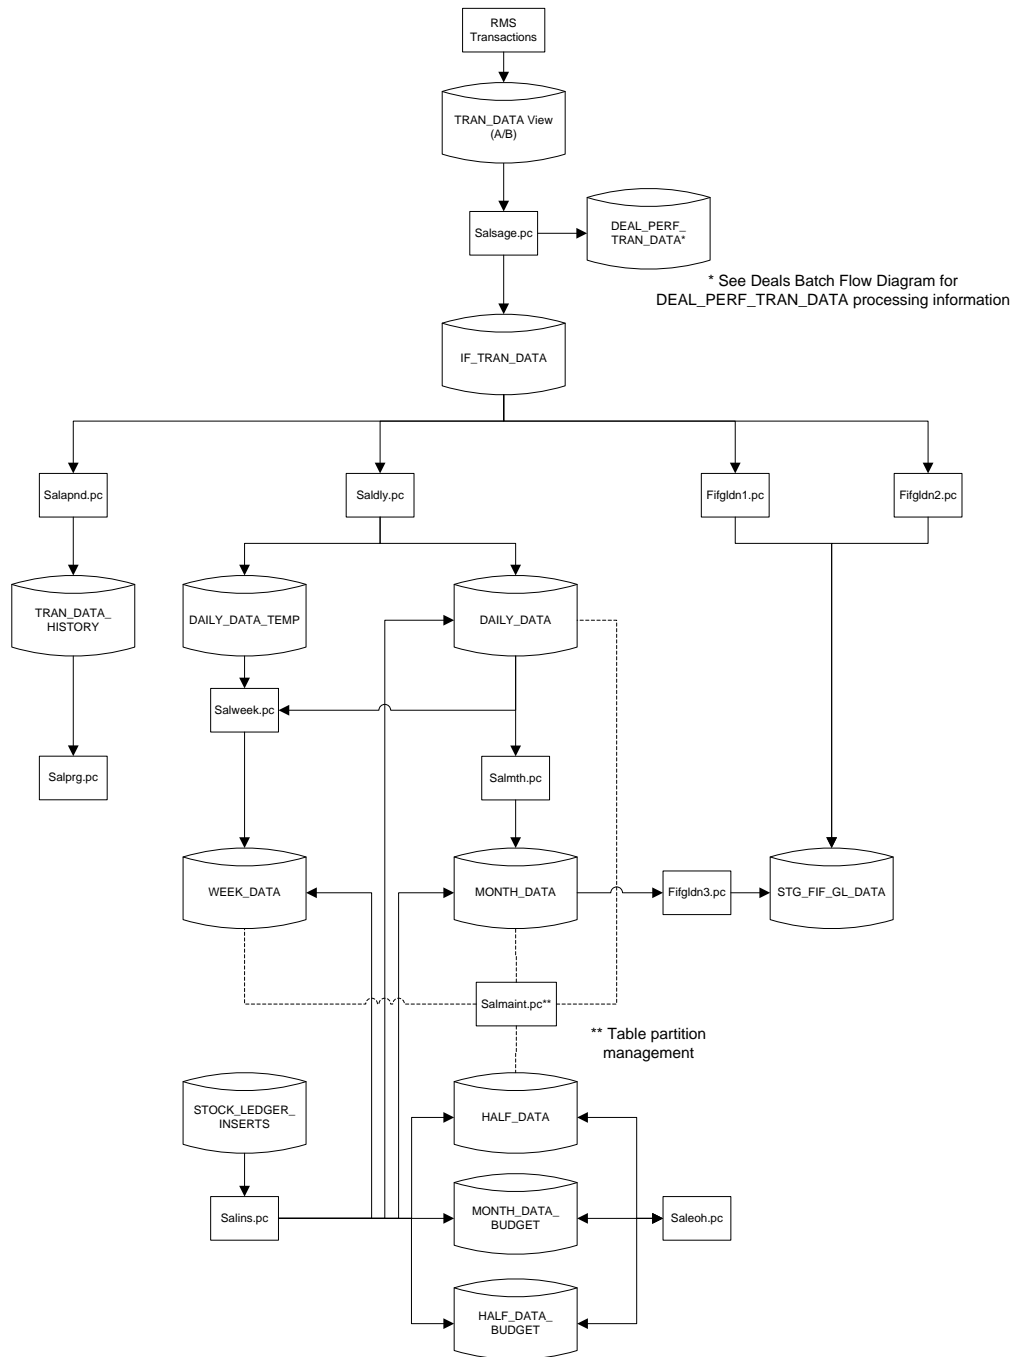 RMS
Transactions
TRAN_DATA View
(A/B)
Salsage.pc
DEAL_PERF_
TRAN_DATA*
* See Deals Batch Flow Diagram for
DEAL_PERF_TRAN_DATA processing information
IF_TRAN_DATA
Salapnd.pc
Saldly.pc
Fifgldn1.pc
Fifgldn2.pc
TRAN_DATA_
HISTORY
DAILY_DATA_TEMP
DAILY_DATA
Salweek.pc
Salprg.pc
Salmth.pc
WEEK_DATA
MONTH_DATA
Fifgldn3.pc
STG_FIF_GL_DATA
Salmaint.pc**
** Table partition
management
STOCK_LEDGER_
INSERTS
HALF_DATA
Salins.pc
MONTH_DATA_
BUDGET
Saleoh.pc
HALF_DATA_
BUDGET